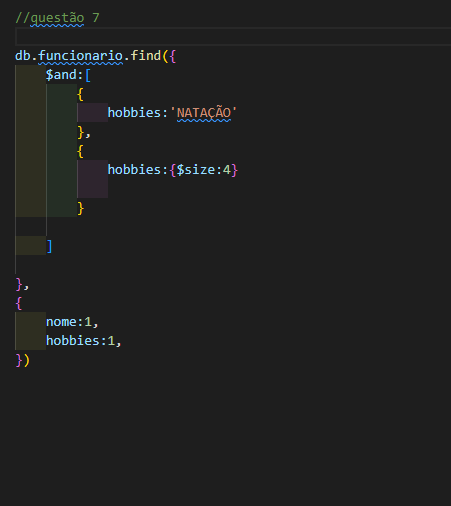 //questão 7
db.funcionario.find({
$and:[
{
hobbies:'NATAÇÃO'
},
{
hobbies:{$size:4}
}
]
},
{
nome:1,
hobbies:1,
})